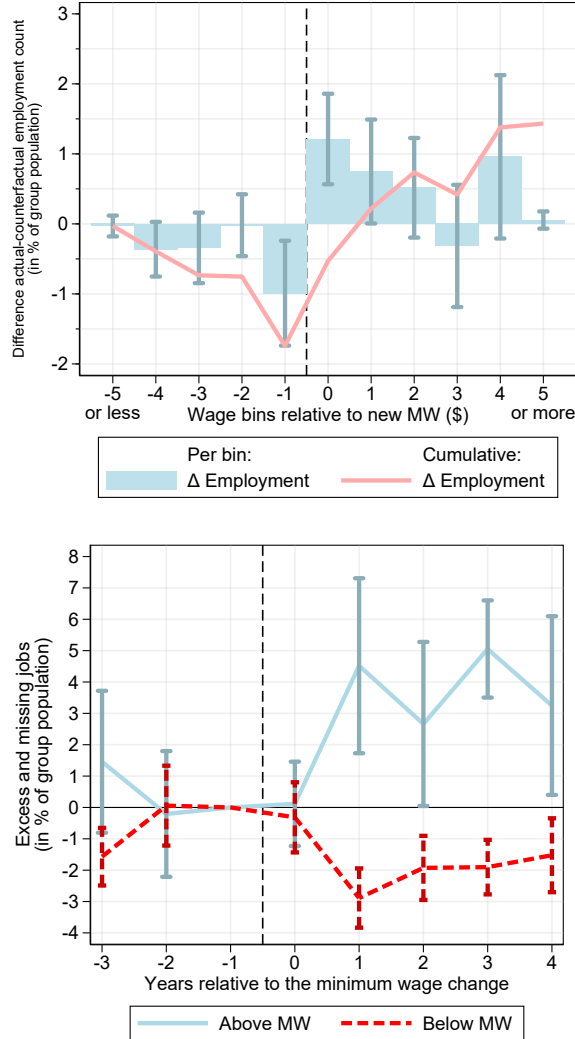 Difference actual-counterfactual employment count
(in % of group population)
3
2
1
0
-1
-2
-5 -4 -3 -2 -1 0 1 2 3 4 5
or less or more
Wage bins relative to new MW ($)
Per bin: Cumulative:
Δ Employment Δ Employment
Excess and missing jobs
(in % of group population)
8
7
6
5
4
3
2
1
0
-1
-2
-3
-4
-3 -2 -1 0 1 2 3 4
Years relative to the minimum wage change
Above MW Below MW